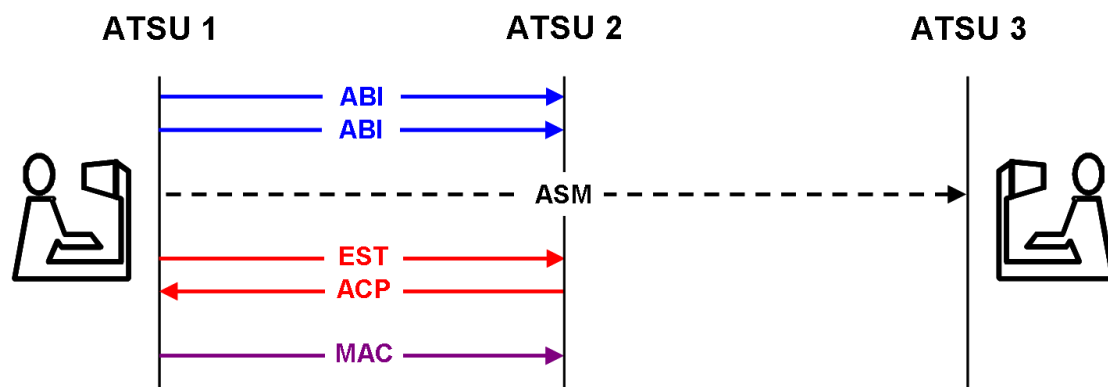 ATSU 1 ATSU 2 ATSU 3
ABI
ABI
ASM
EST
ACP
MAC